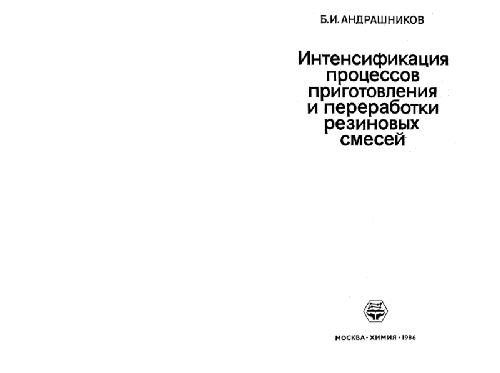 Б.И. АНДРАШНИКОВ
Интенсификация
процессов
приготовления
и переработки
резиновых
смесей
МОСКВА · ХИМИЯ · 1986